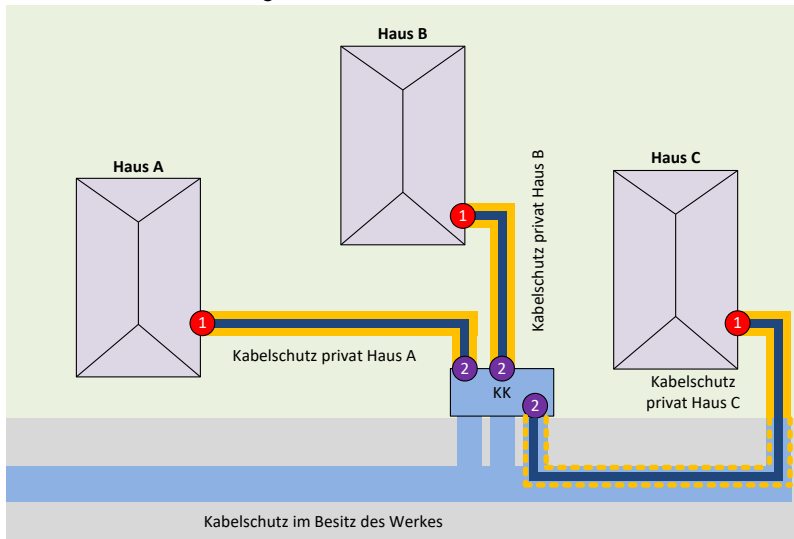 Haus B
Haus A
Haus C
Kabelschutz privat Haus B
1
1
1
Kabelschutz privat Haus A
2
2
KK
2
Kabelschutz
privat Haus C
Kabelschutz im Besitz des Werkes